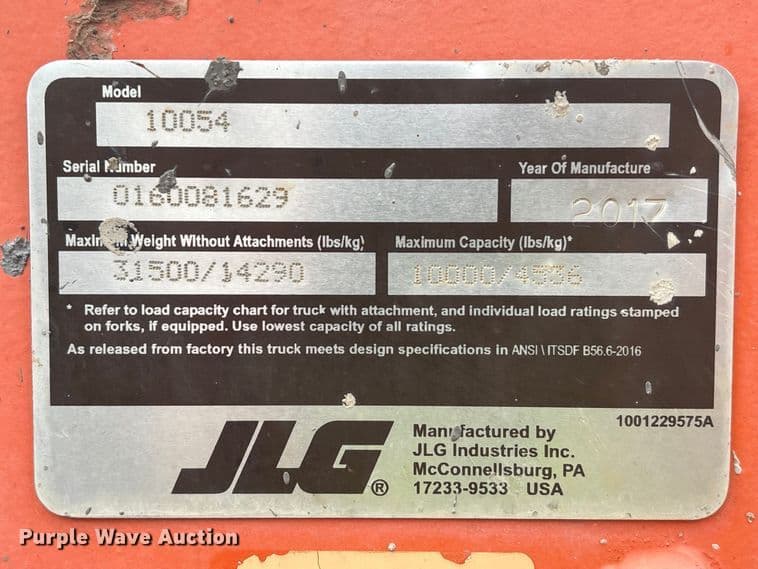 Model
10054
Serial Number Year Of Manufacture
0160081629 2017
Maximum Weight Without Attachments (lbs/kg) Maximum Capacity (lbs/kg)*
31500/14290 10000/4536
* Refer to load capacity chart for truck with attachment, and individual load ratings stamped
on forks, if equipped. Use lowest capacity of all ratings.
As released from factory this truck meets design specifications in ANSI \ ITSDF B56.6-2016
1001229575A
JLG®
Manufactured by
JLG Industries Inc.
McConnellsburg, PA
17233-9533 USA
Purple Wave Auction